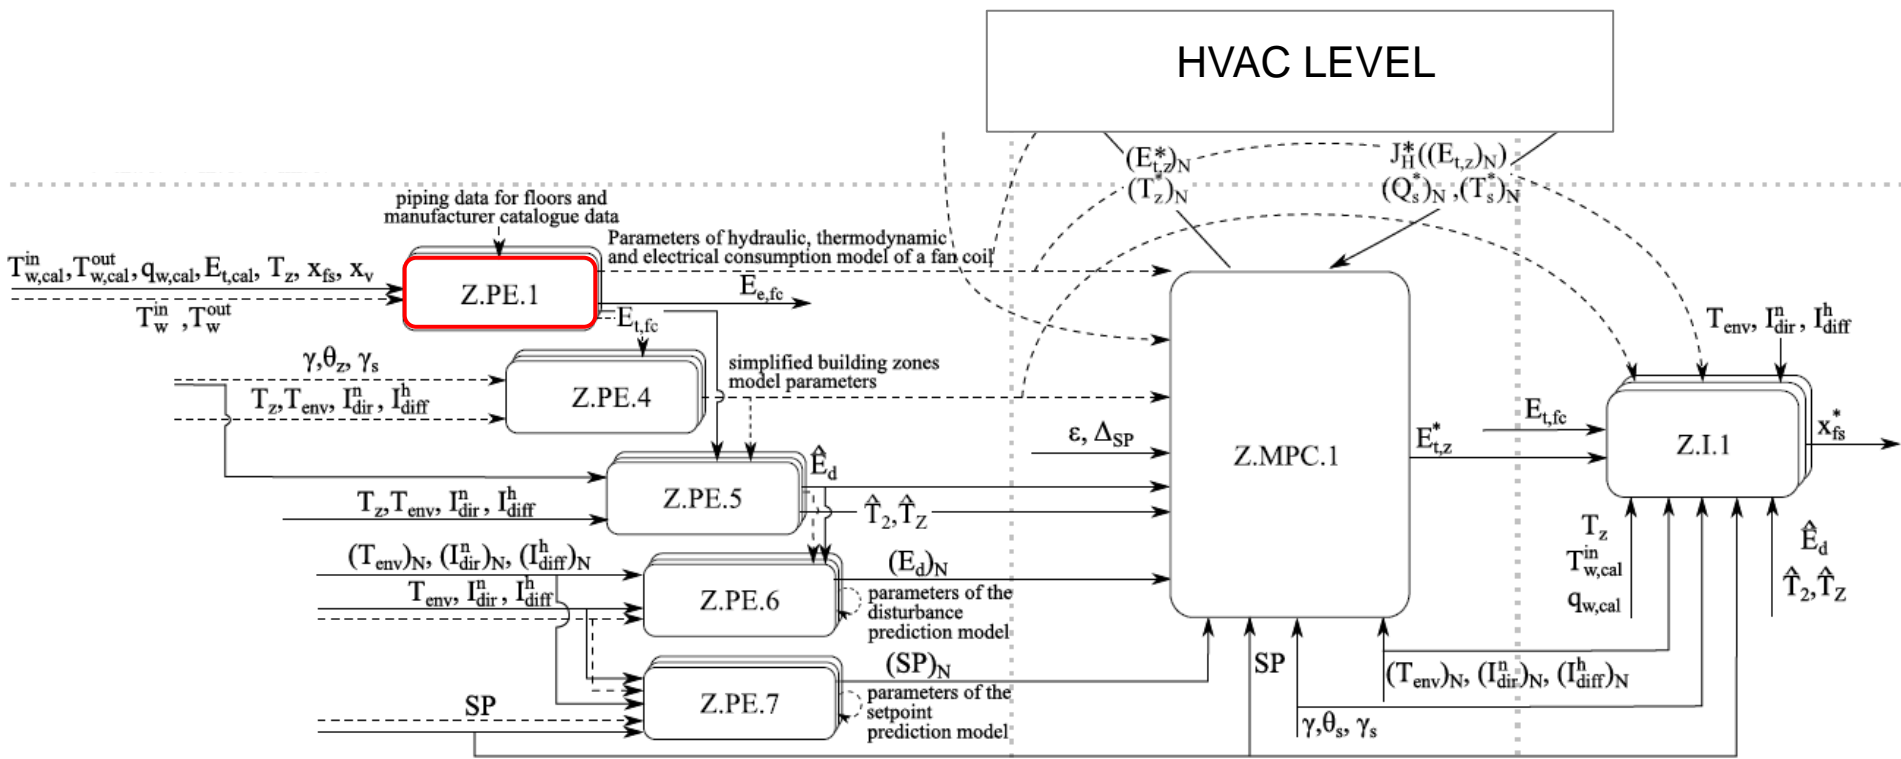 HVAC LEVEL
(E*t,z)N
(T*z)N
J*H((Et,z)N)
(Q*s)N ,(T*s)N
piping data for floors and
manufacturer catalogue data
Tinw,cal,Toutw,cal, qw,cal, Et,cal, Tz, xfs, xv
Tinw ,Toutw
Z.PE.1
Parameters of hydraulic, thermodynamic
and electrical consumption model of a fan coil
Ee,fc
Et,fc
γ,θz, γs
Tz,Tenv, Indir, Ihdiff
Z.PE.4
simplified building zones
model parameters
Tz,Tenv, Indir, Ihdiff
Z.PE.5
Êd
T̂2,T̂Z
(Tenv)N, (Indir)N, (Ihdiff)N
Tenv, Indir, Ihdiff
Z.PE.6
(Ed)N
parameters of the
disturbance
prediction model
SP
Z.PE.7
(SP)N
parameters of the
setpoint
prediction model
ε, ΔSP
Z.MPC.1
E*t,z
SP
(Tenv)N, (Indir)N, (Ihdiff)N
γ,θs, γs
Tenv, Indir, Ihdiff
Et,fc
Z.I.1
x*fs
Tz
Tinw,cal
qw,cal
Êd
T̂2,T̂Z